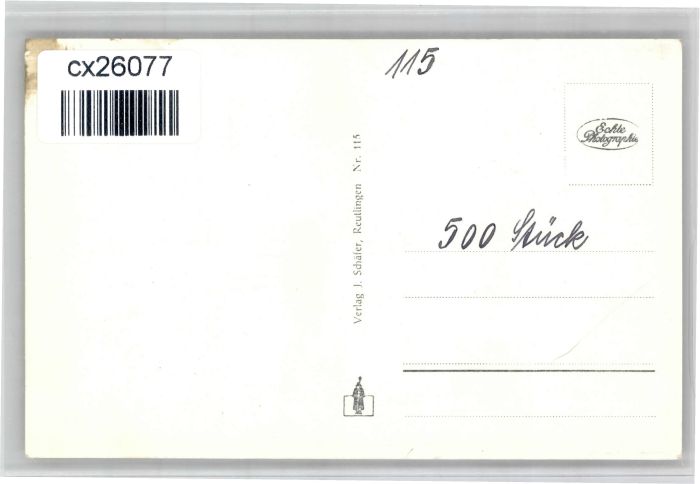 cx26077
115
Echte
Photographie
Verlag J. Schäfer, Reutlingen Nr. 115
500 Stück